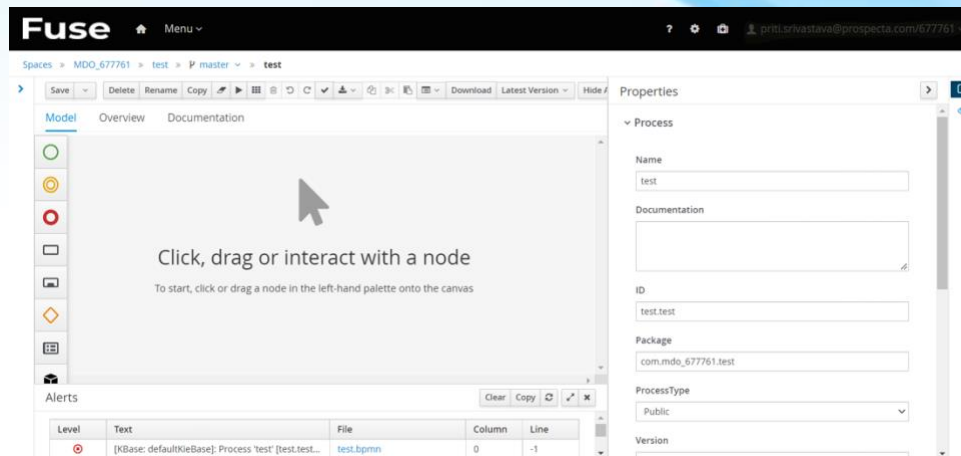 Fuse Menu ? priti.srivastava@prospecta.com/677761
Spaces » MDO_677761 » test » master » test
Save Delete Rename Copy Download Latest Version Hide A
Properties
Model Overview Documentation
Process
Name
test
Documentation
Click, drag or interact with a node
To start, click or drag a node in the left-hand palette onto the canvas
ID
test.test
Package
com.mdo_677761.test
ProcessType
Public
Version
Alerts
Clear Copy
Level Text File Column Line
[KBase: defaultKieBase]: Process 'test' [test.test... test.bpmn 0 -1